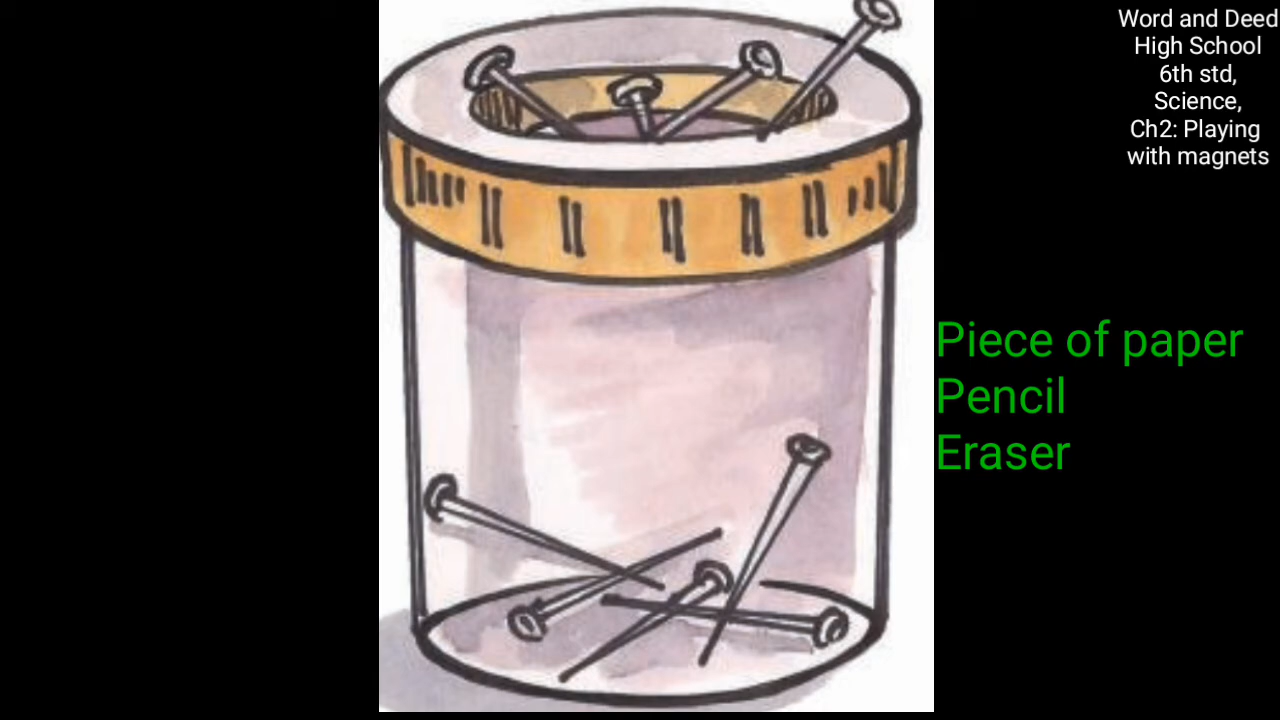 Word and Deed
High School
6th std,
Science,
Ch2: Playing
with magnets
Piece of paper
Pencil
Eraser